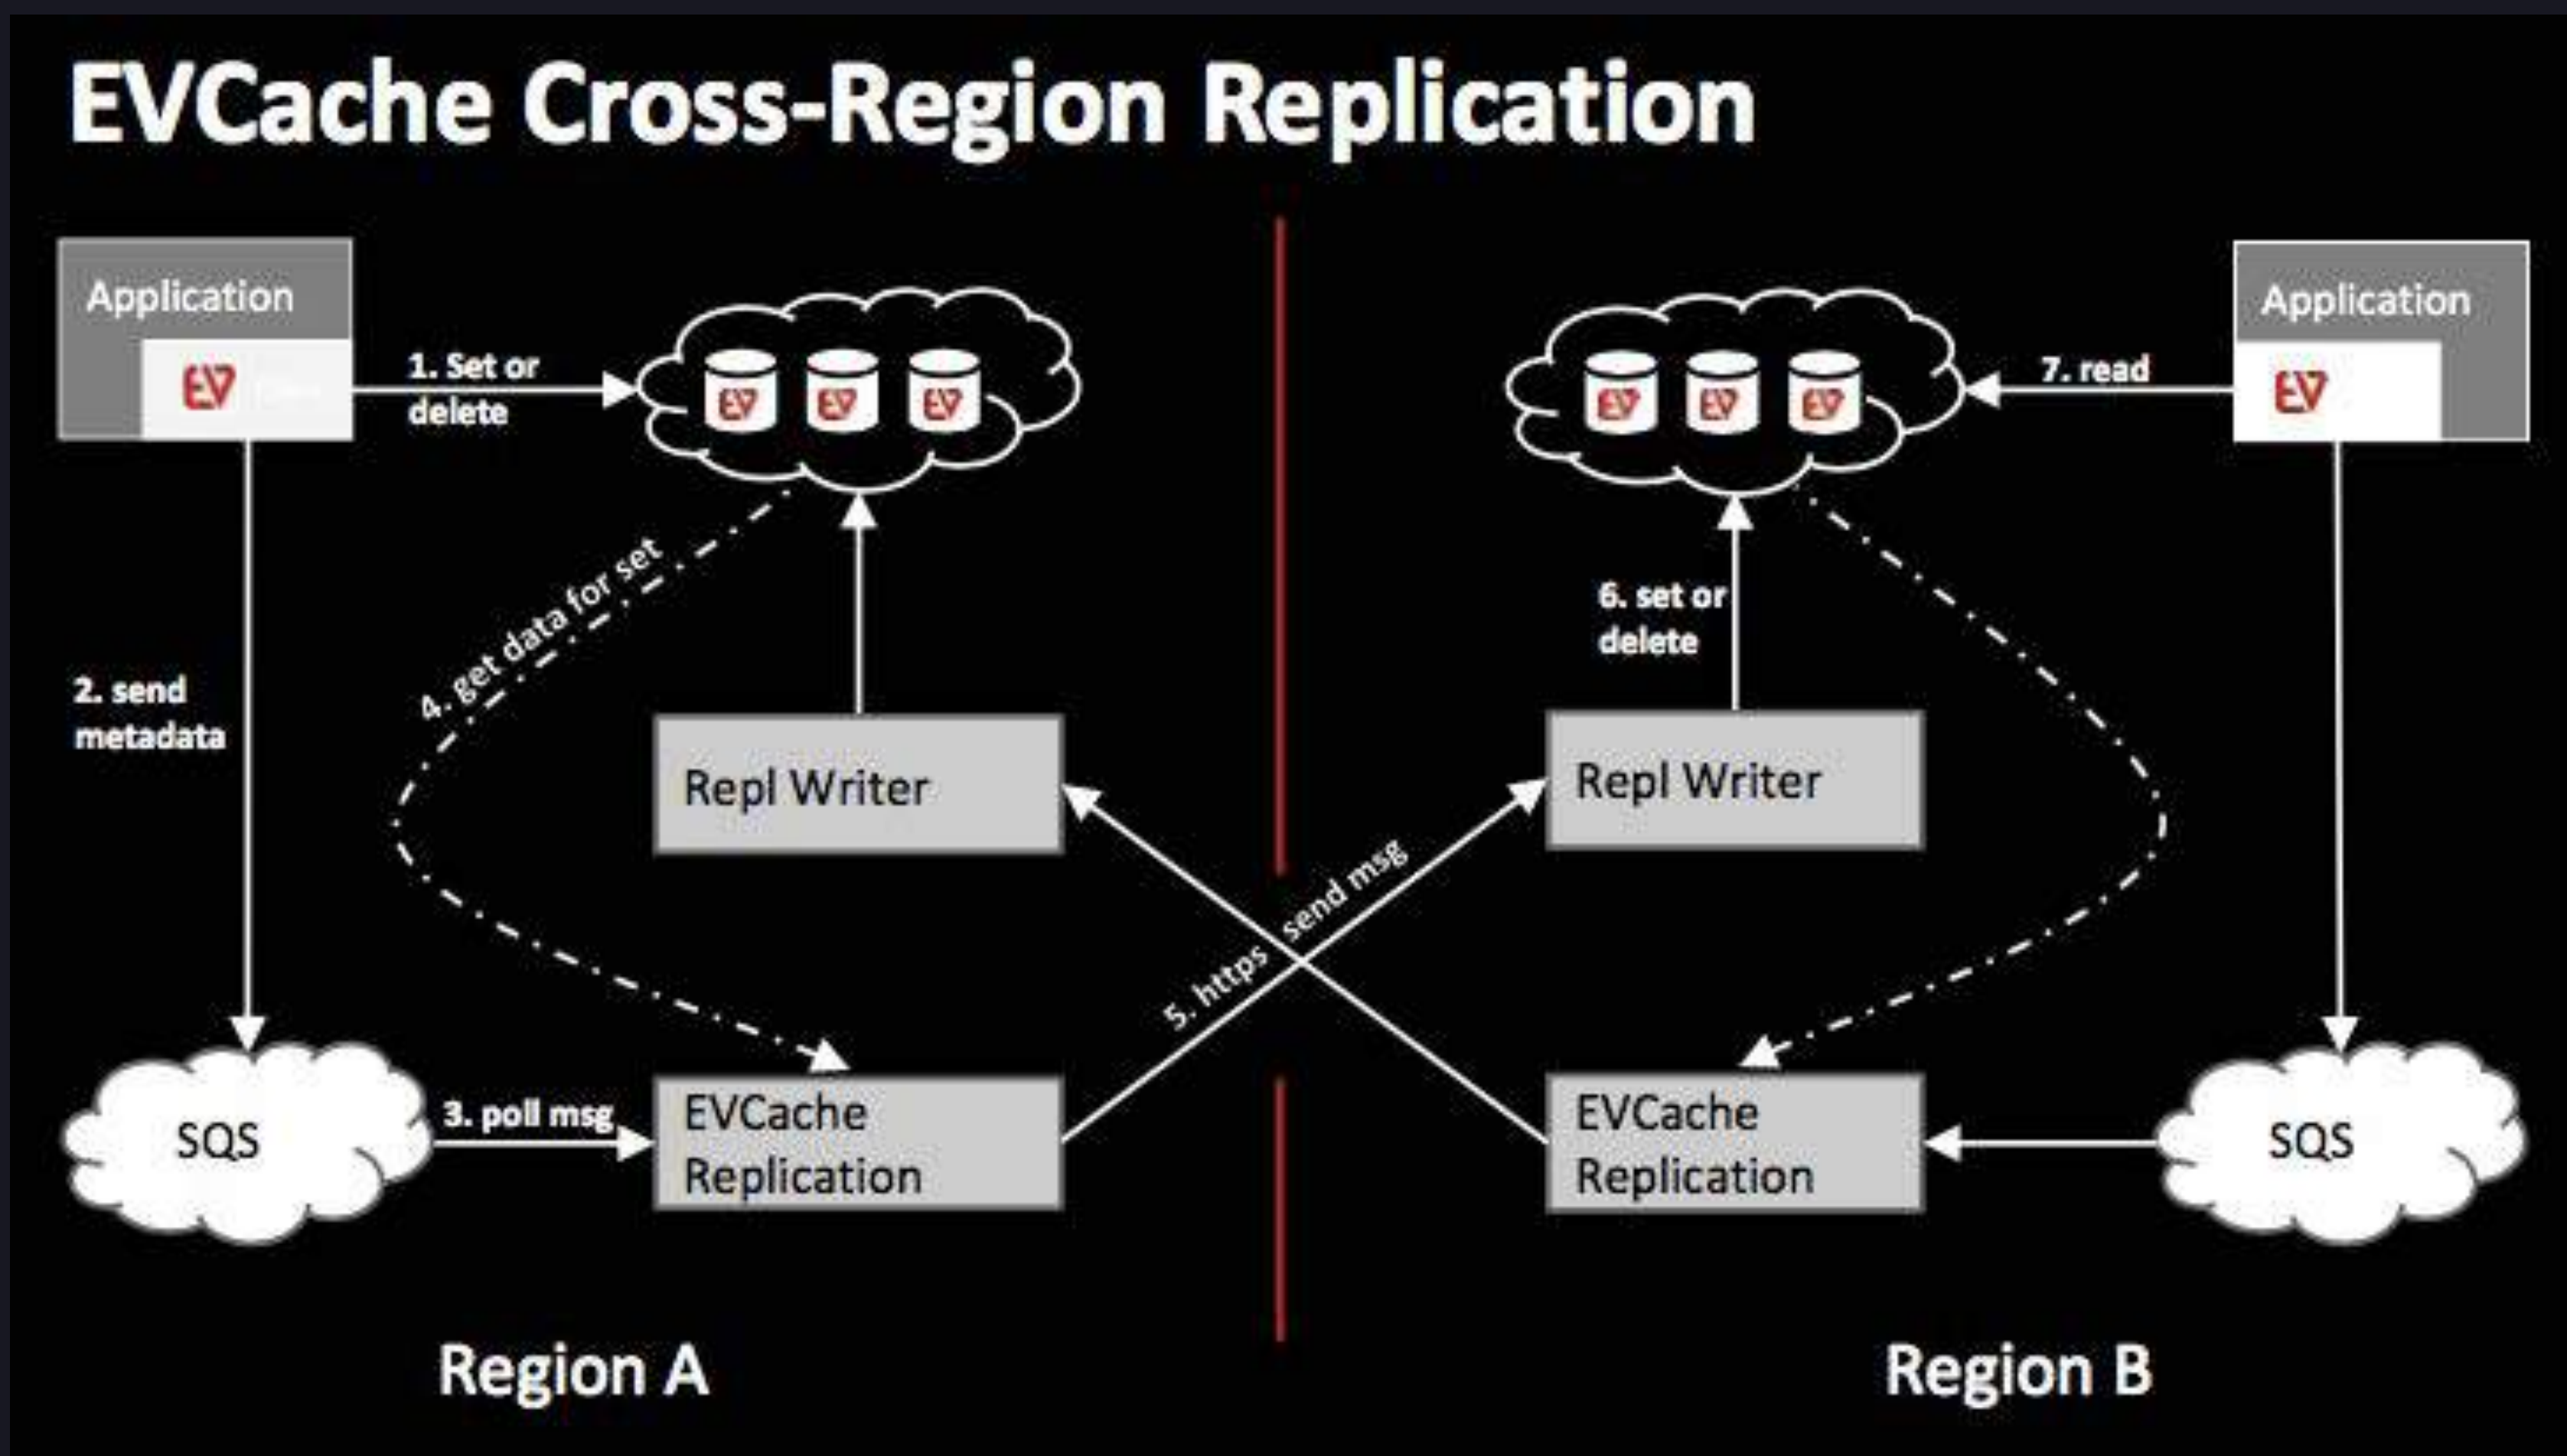 EVCache Cross-Region Replication
Application
EV
1. Set or
delete
EV EV EV
EV EV EV
7. read
Application
EV
2. send
metadata
4. get data for set
6. set or
delete
Repl Writer
Repl Writer
5. https send msg
SQS
3. poll msg
EVCache
Replication
EVCache
Replication
SQS
Region A
Region B